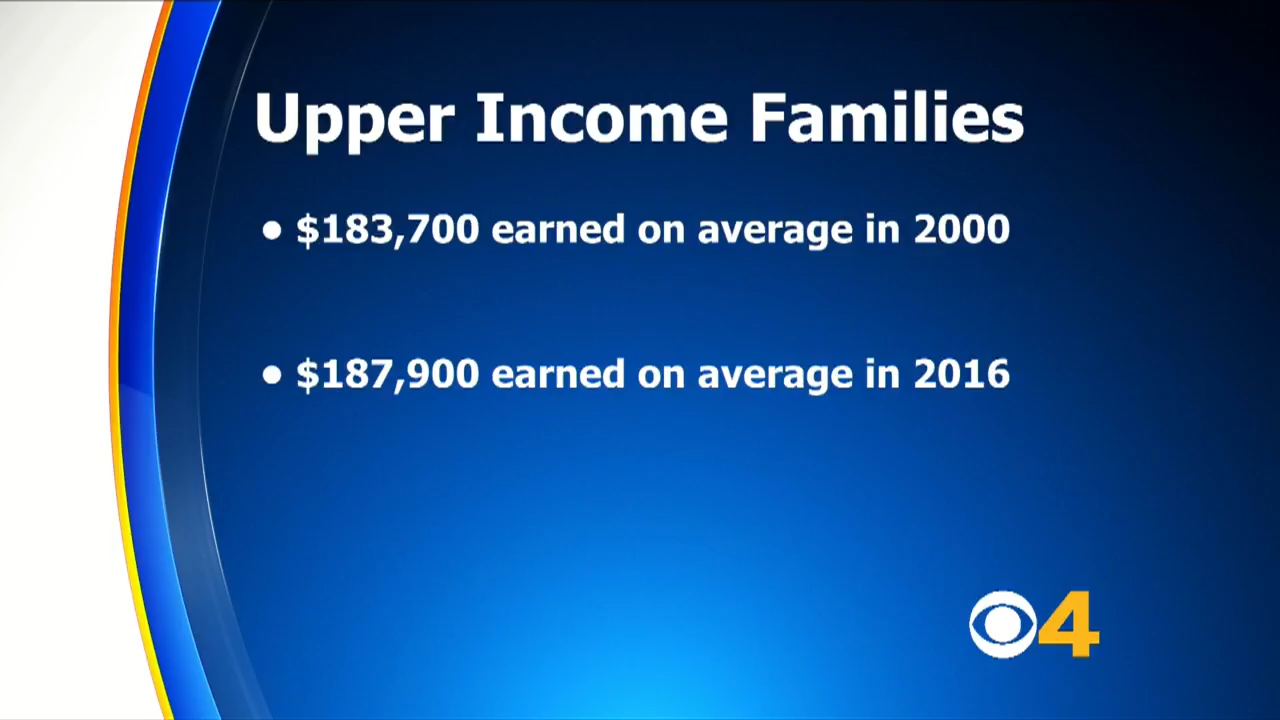 Upper Income Families
• $183,700 earned on average in 2000
• $187,900 earned on average in 2016
4